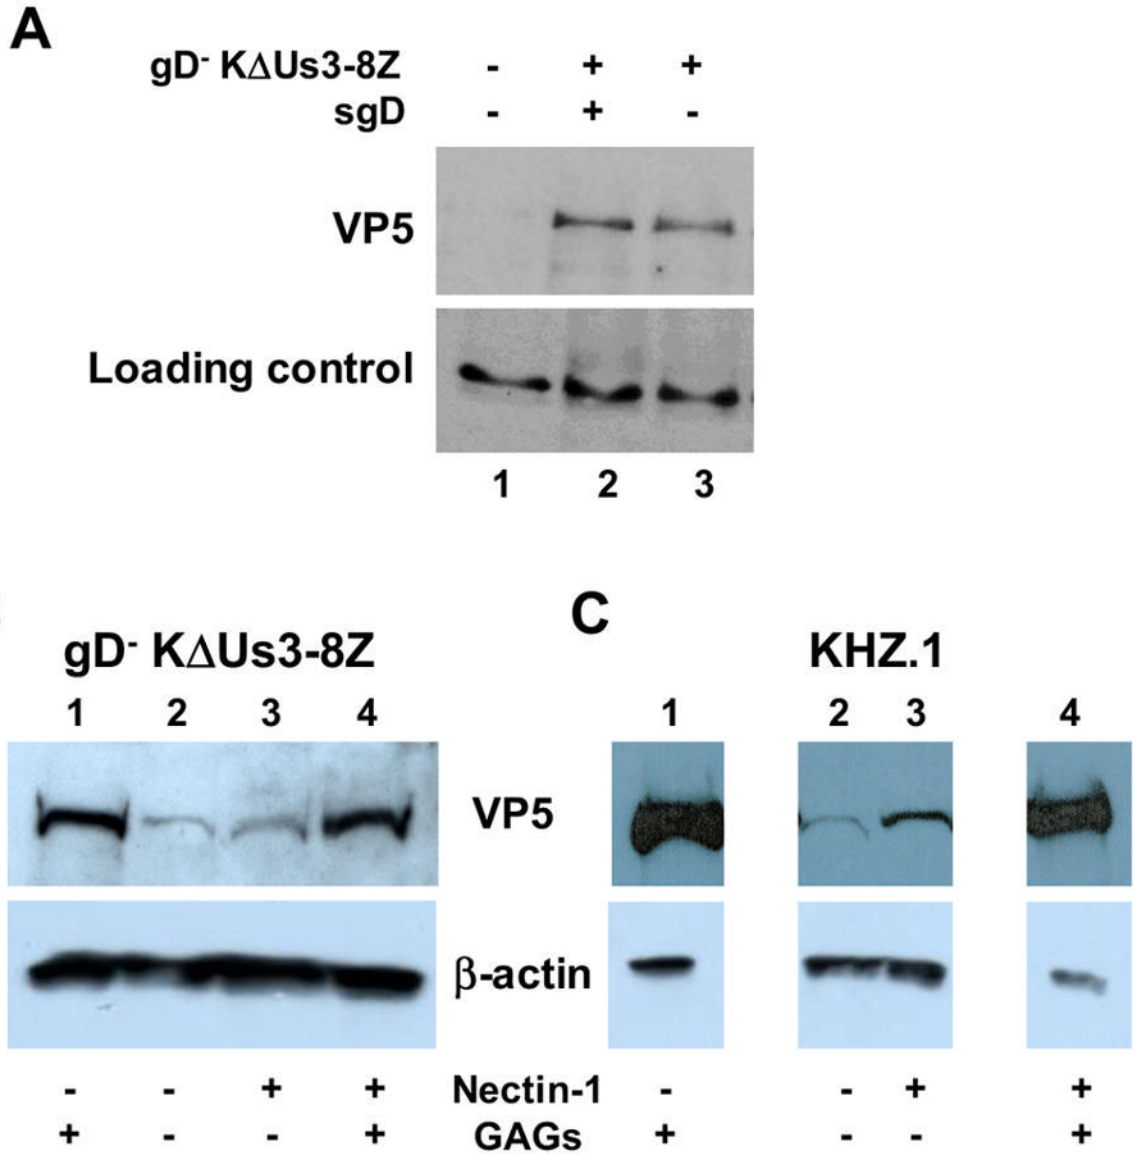 A
gD- KΔUs3-8Z - + +
sgD - + -
VP5
Loading control
1 2 3
C
gD- KΔUs3-8Z KHZ.1
1 2 3 4 1 2 3 4
VP5
β-actin
- - + + Nectin-1 - - + +
+ - - + GAGs + - - +